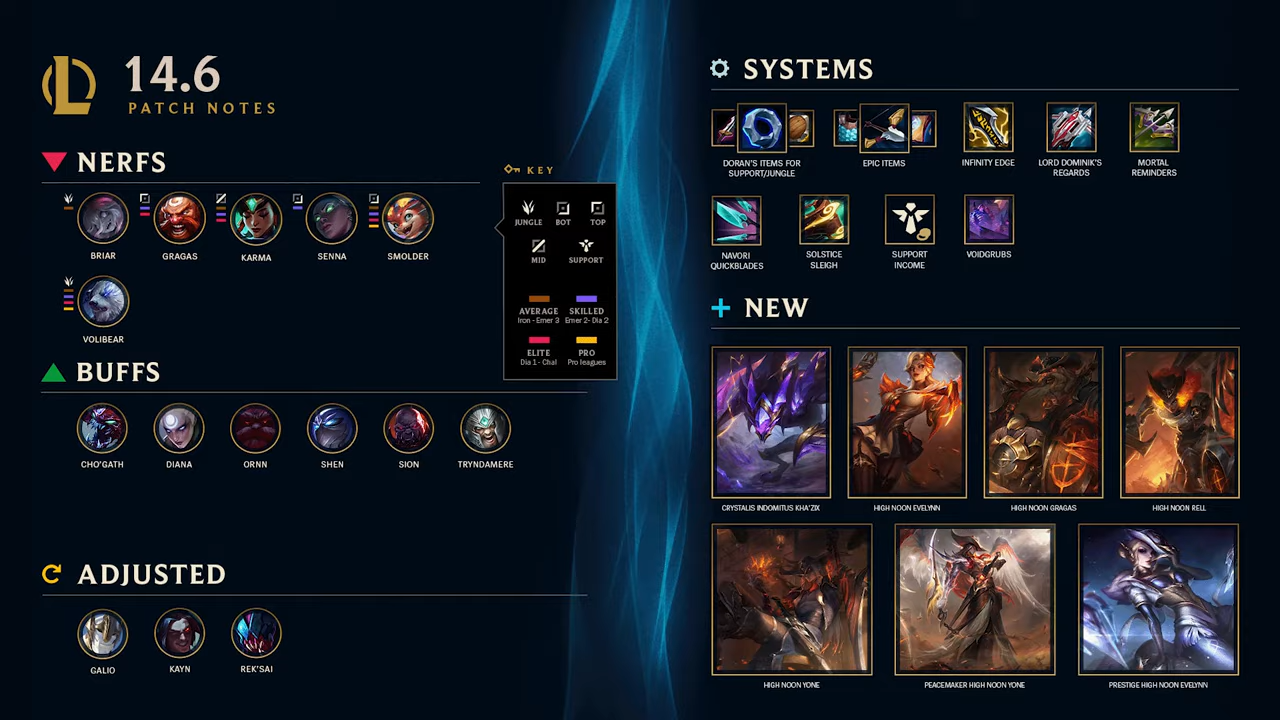 14.6
PATCH NOTES
NERFS
BRIAR
GRAGAS
KARMA
SENNA
SMOLDER
VOLIBEAR
KEY
JUNGLE
BOT
TOP
MID
SUPPORT
AVERAGE
Iron - Emer 3
SKILLED
Emer 2- Dia 2
ELITE
Dia 1 - Chal
PRO
Pro leagues
BUFFS
CHO'GATH
DIANA
ORNN
SHEN
SION
TRYNDAMERE
ADJUSTED
GALIO
KAYN
REK'SAI
SYSTEMS
DORAN'S ITEMS FOR
SUPPORT/JUNGLE
EPIC ITEMS
INFINITY EDGE
LORD DOMINIK'S
REGARDS
MORTAL
REMINDERS
NAVORI
QUICKBLADES
SOLSTICE
SLEIGH
SUPPORT
INCOME
VOIDGRUBS
NEW
CRYSTALIS INDOMITUS KHA'ZIX
HIGH NOON EVELYNN
HIGH NOON GRAGAS
HIGH NOON RELL
HIGH NOON YONE
PEACEMAKER HIGH NOON YONE
PRESTIGE HIGH NOON EVELYNN